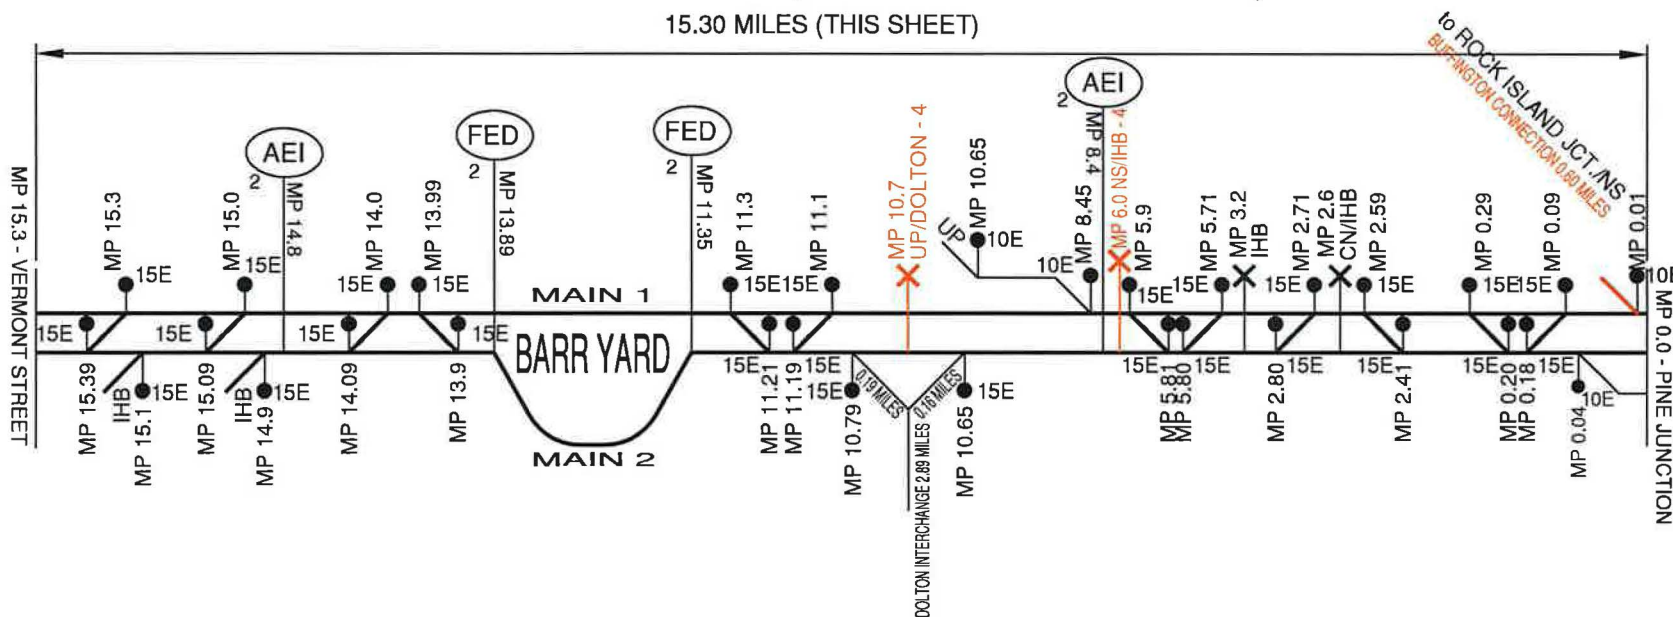 15.30 MILES (THIS SHEET)
to ROCK ISLAND JCT./NS
BUFFINGTON CONNECTION 0.60 MILES
MP 15.3 - VERMONT STREET
MP 15.3
15E
15E
MP 15.39
IHB
MP 15.1
15E
MP 15.0
15E
15E
MP 15.09
IHB
MP 14.9
15E
AEI
2
MP 14.8
MP 14.0
15E
15E
MP 14.09
MP 13.99
15E
15E
MP 13.9
FED
2
MP 13.89
MAIN 1
BARR YARD
MAIN 2
FED
2
MP 11.35
MP 11.3
15E
15E
MP 11.21
MP 11.1
15E
15E
MP 11.19
MP 10.7
UP/DOLTON - 4
15E
MP 10.79
0.19 MILES
0.16 MILES
15E
MP 10.65
DOLTON INTERCHANGE 2.89 MILES
UP
MP 10.65
10E
10E
MP 8.45
AEI
2
MP 8.4
MP 6.0 NS/IHB - 4
MP 5.9
15E
15E
MP 5.81
MP 5.71
15E
15E
MP 5.80
MP 3.2
IHB
MP 2.71
15E
15E
MP 2.80
MP 2.6
CN/IHB
MP 2.59
15E
15E
MP 2.41
MP 0.29
15E
15E
MP 0.20
MP 0.09
15E
15E
MP 0.18
MP 0.04
10E
MP 0.01
10E
MP 0.0 - PINE JUNCTION